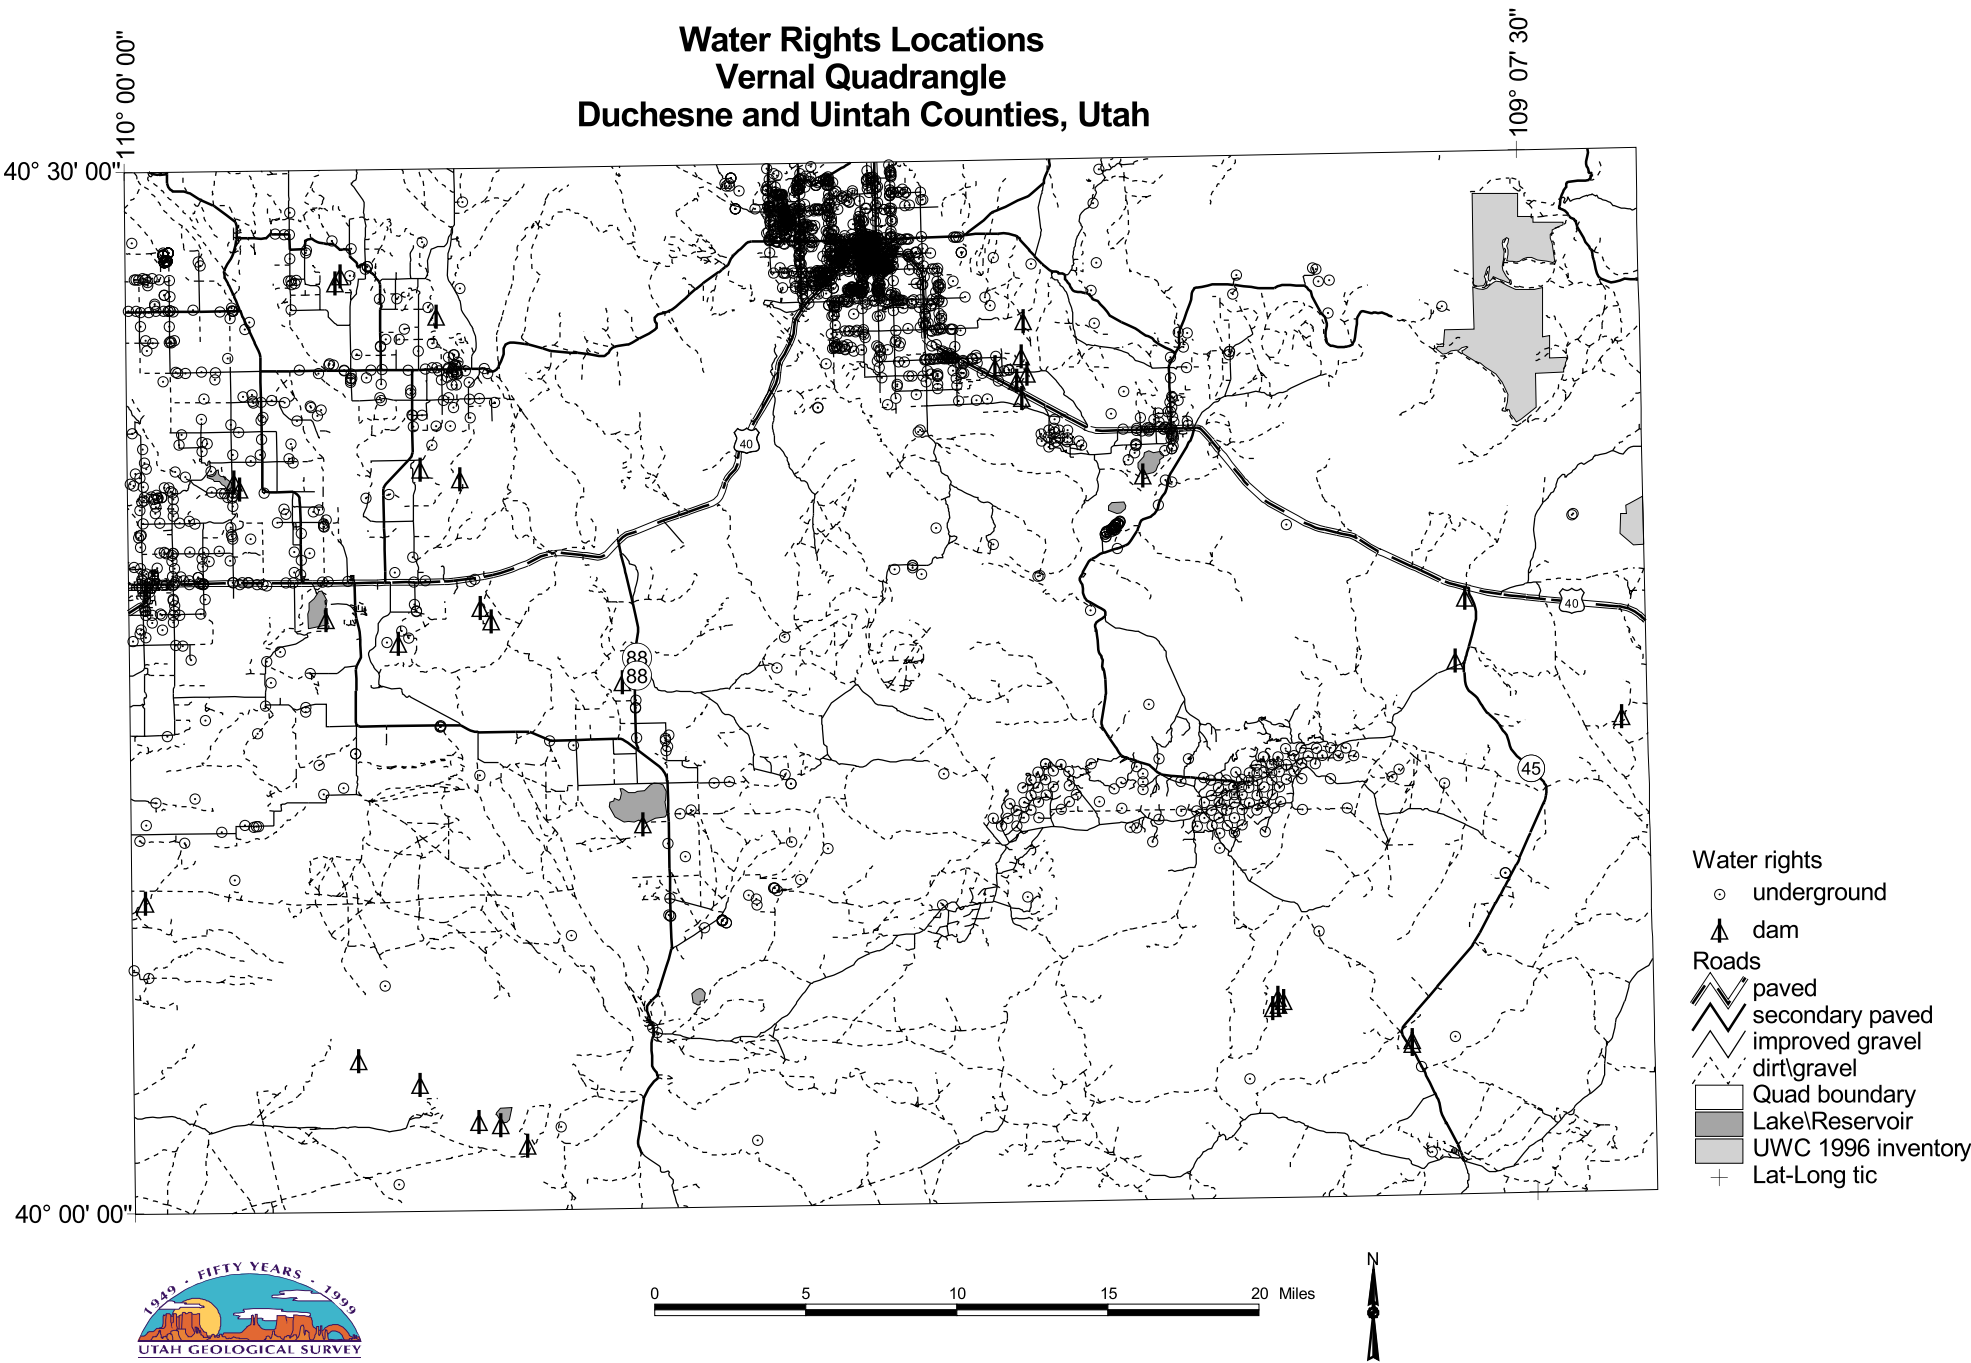 Water Rights Locations
Vernal Quadrangle
Duchesne and Uintah Counties, Utah
110° 00' 00"
109° 07' 30"
40° 30' 00"
40
88
88
40
45
40° 00' 00"
Water rights
underground
dam
Roads
paved
secondary paved
improved gravel
dirt\gravel
Quad boundary
Lake\Reservoir
UWC 1996 inventory
Lat-Long tic
0 5 10 15 20 Miles
N
1949 - FIFTY YEARS - 1999
UTAH GEOLOGICAL SURVEY